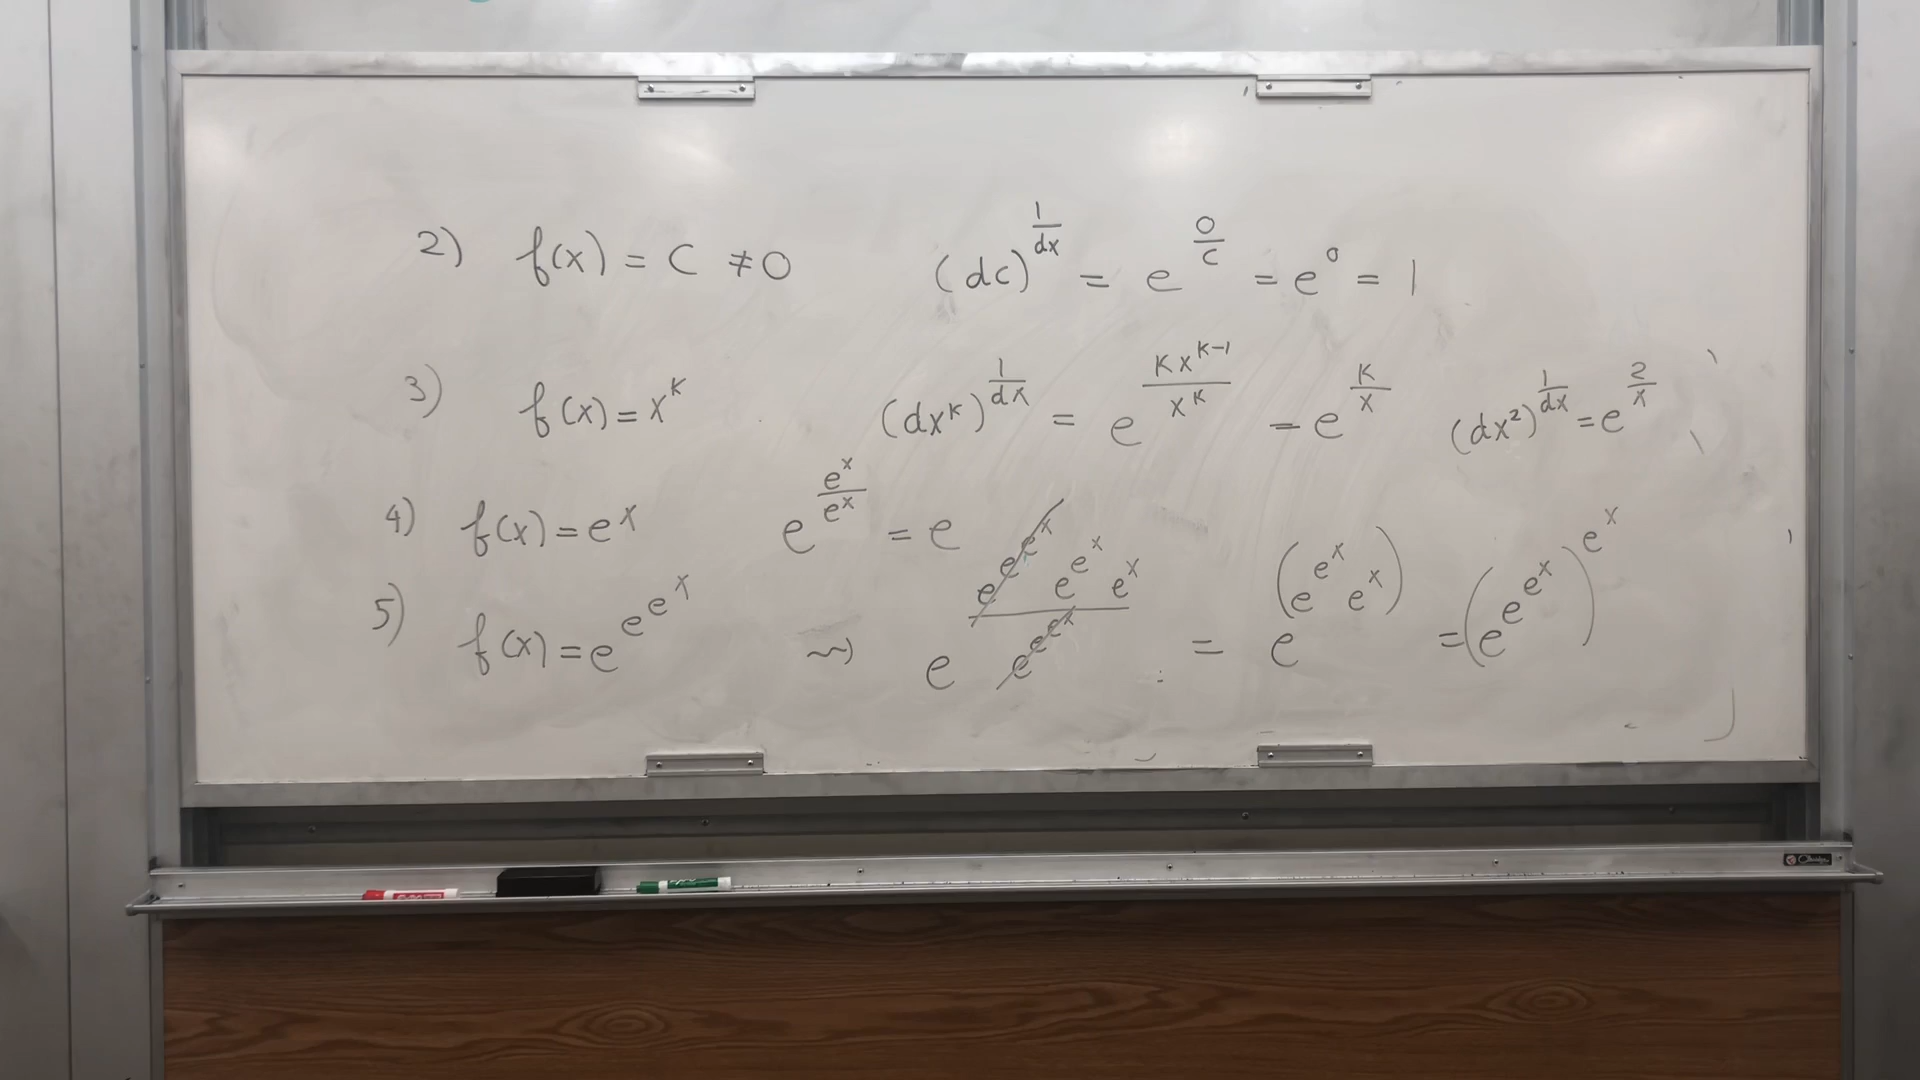 2) f(x) = C ≠ 0 (dc)^{1/dx} = e^{0/c} = e^0 = 1
3) f(x) = x^k (dx^k)^{1/dx} = e^{(k x^{k-1})/(x^k)} = e^{k/x} (dx^2)^{1/dx} = e^{2/x}
4) f(x) = e^x e^{e^x/e^x} = e
5) f(x) = e^{e^{e^x}} ⇝ e^{(e^{e^{e^x}} e^{e^x} e^x)/(e^{e^{e^x}})} = e^{(e^{e^x} e^x)} = (e^{e^{e^x}})^{e^x}